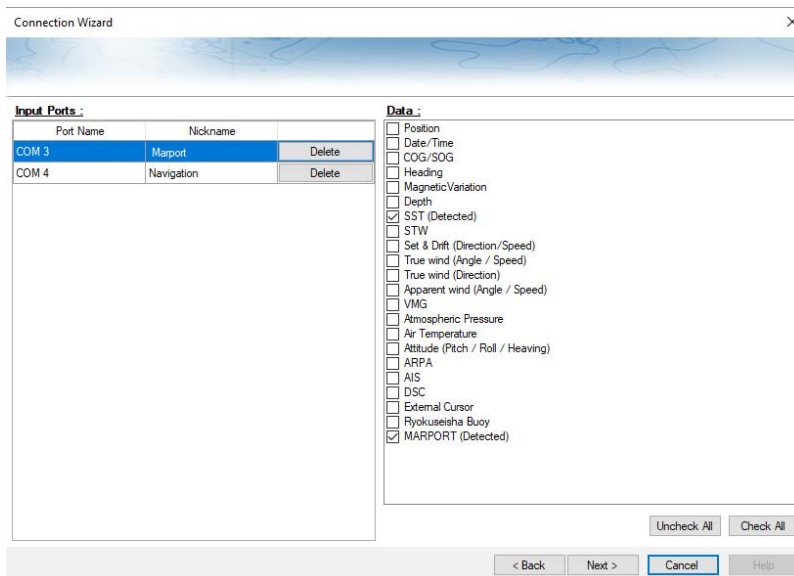 Connection Wizard
Input Ports :
Port Name Nickname
COM 3 Marport Delete
COM 4 Navigation Delete
Data :
Position
Date/Time
COG/SOG
Heading
MagneticVariation
Depth
SST (Detected)
STW
Set & Drift (Direction/Speed)
True wind (Angle / Speed)
True wind (Direction)
Apparent wind (Angle / Speed)
VMG
Atmospheric Pressure
Air Temperature
Attitude (Pitch / Roll / Heaving)
ARPA
AIS
DSC
External Cursor
Ryokuseisha Buoy
MARPORT (Detected)
Uncheck All Check All
< Back Next > Cancel Help